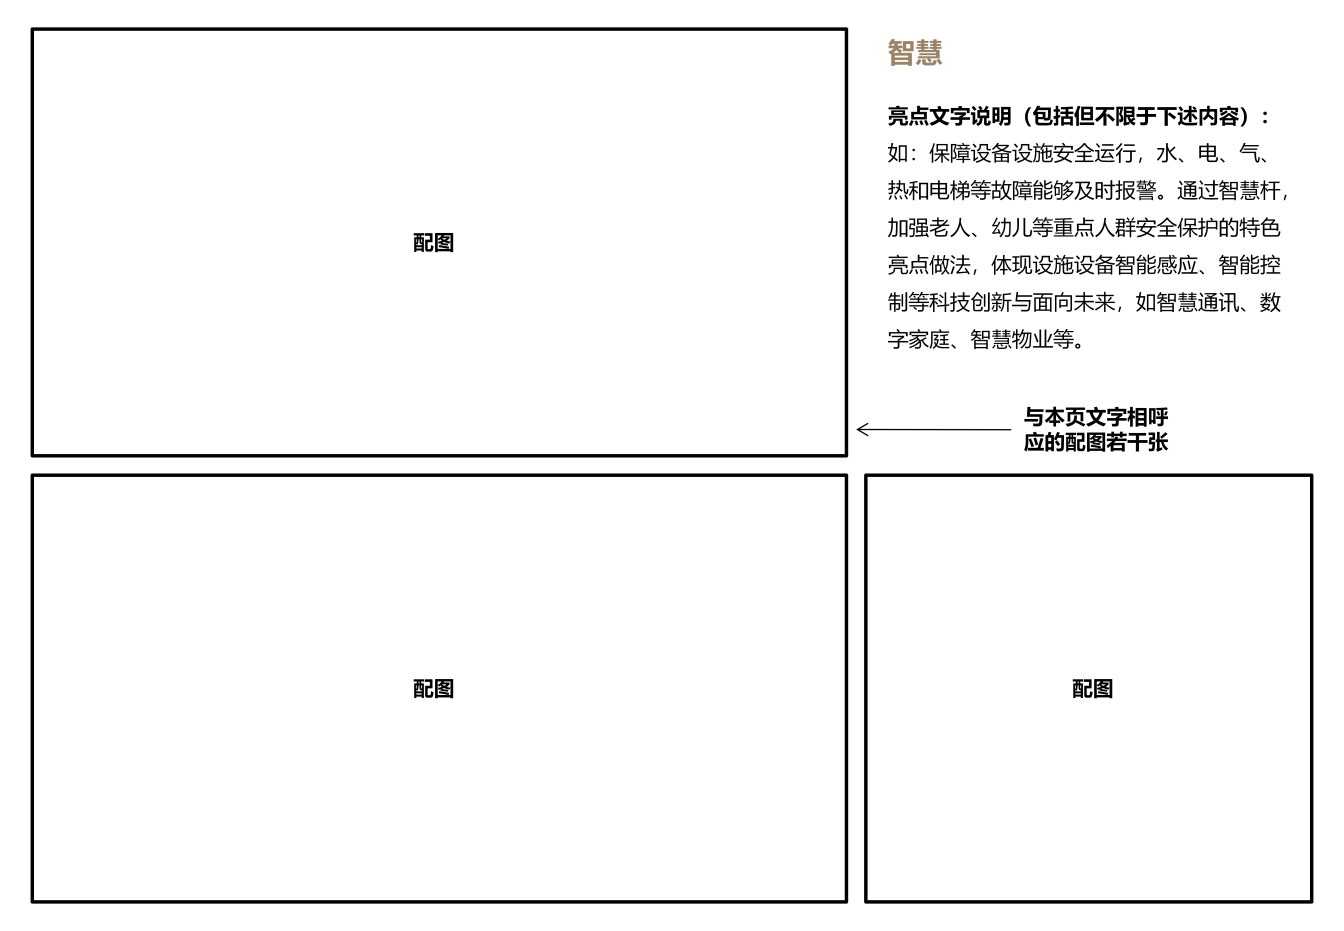 智慧
亮点文字说明（包括但不限于下述内容）：
如：保障设备设施安全运行，水、电、气、
热和电梯等故障能够及时报警。通过智慧杆，
加强老人、幼儿等重点人群安全保护的特色
亮点做法，体现设施设备智能感应、智能控
制等科技创新与面向未来，如智慧通讯、数
字家庭、智慧物业等。
配图
与本页文字相呼
应的配图若干张
配图
配图